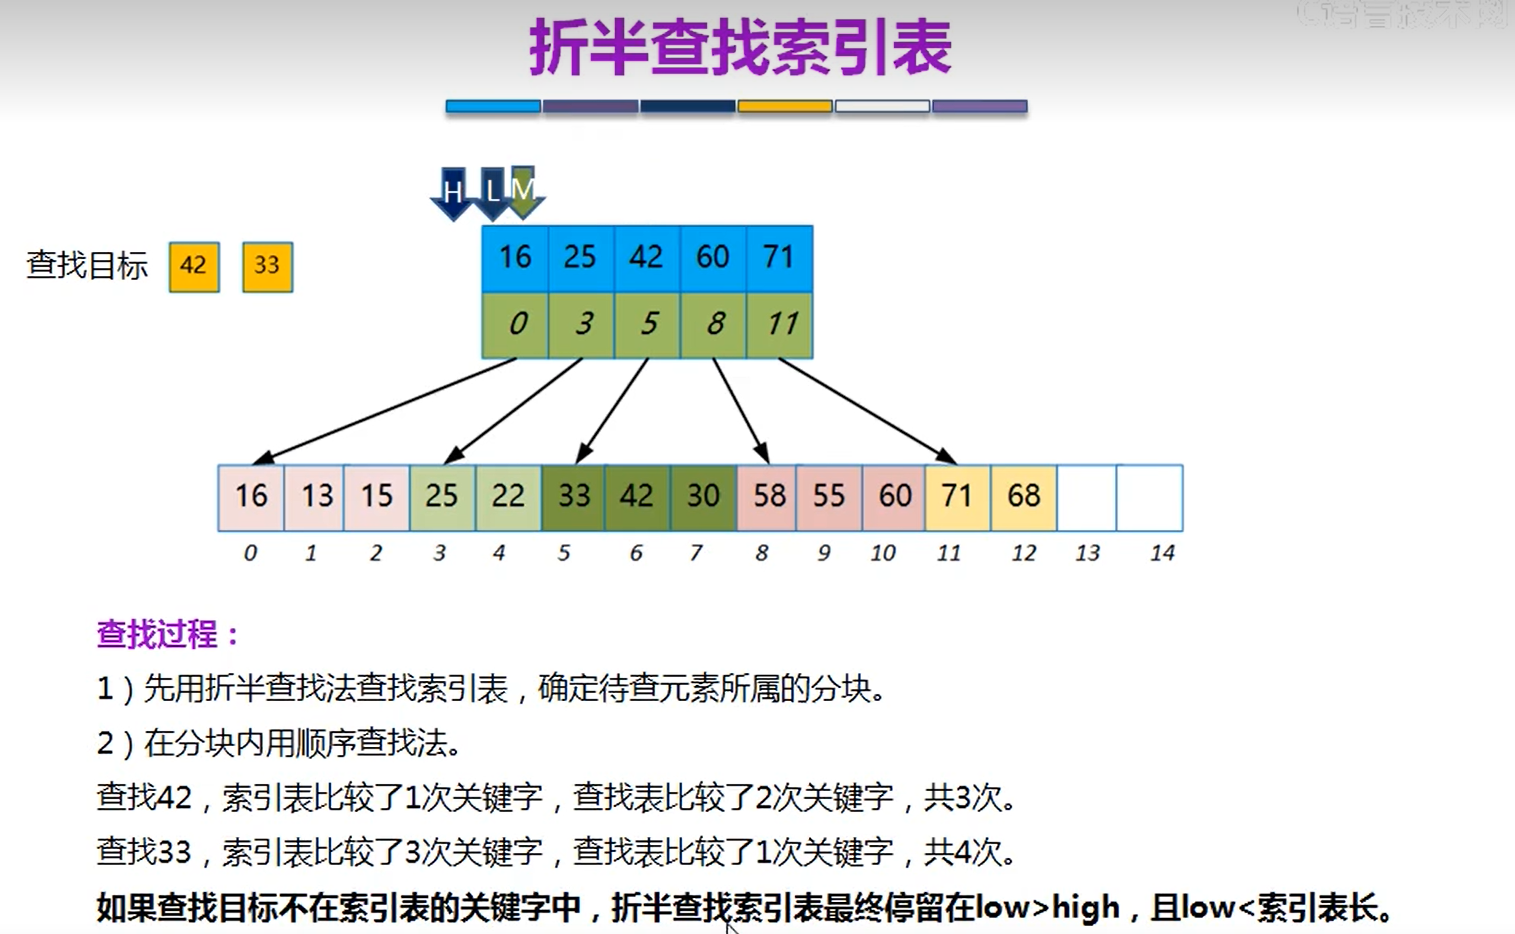 折半查找索引表
H L M
查找目标 42 33
16 25 42 60 71
0 3 5 8 11
16 13 15 25 22 33 42 30 58 55 60 71 68
0 1 2 3 4 5 6 7 8 9 10 11 12 13 14
查找过程：
1）先用折半查找法查找索引表，确定待查元素所属的分块。
2）在分块内用顺序查找法。
查找42，索引表比较了1次关键字，查找表比较了2次关键字，共3次。
查找33，索引表比较了3次关键字，查找表比较了1次关键字，共4次。
如果查找目标不在索引表的关键字中，折半查找索引表最终停留在low>high，且low<索引表长。